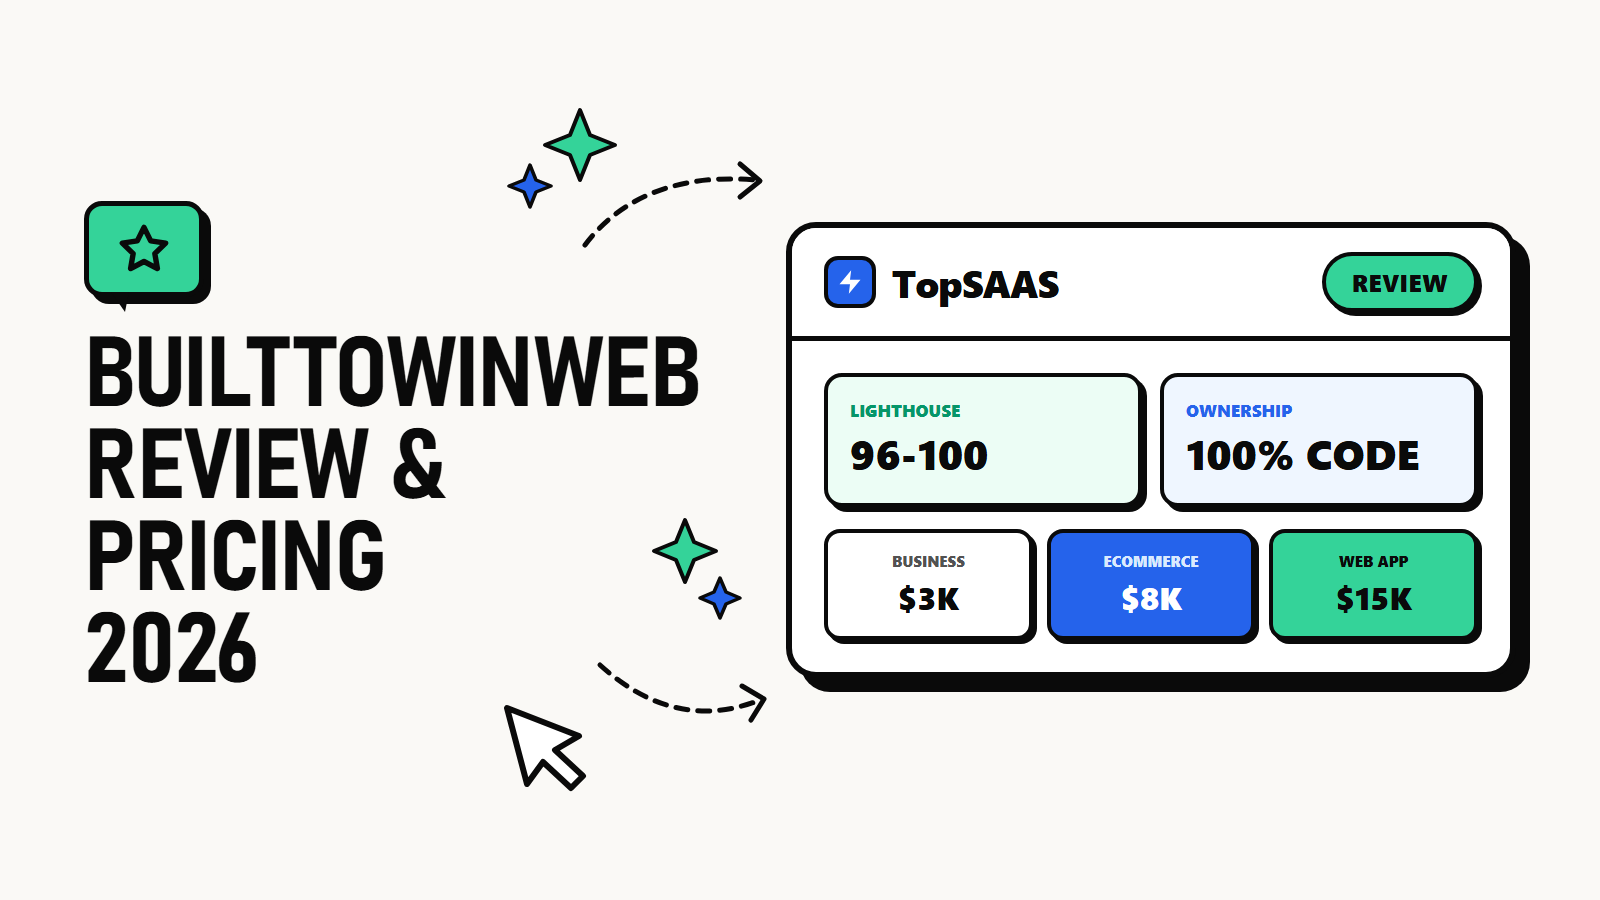 BUILTTOWINWEB
REVIEW &
PRICING
2026
TopSAAS
REVIEW
LIGHTHOUSE
96-100
OWNERSHIP
100% CODE
BUSINESS
$3K
ECOMMERCE
$8K
WEB APP
$15K